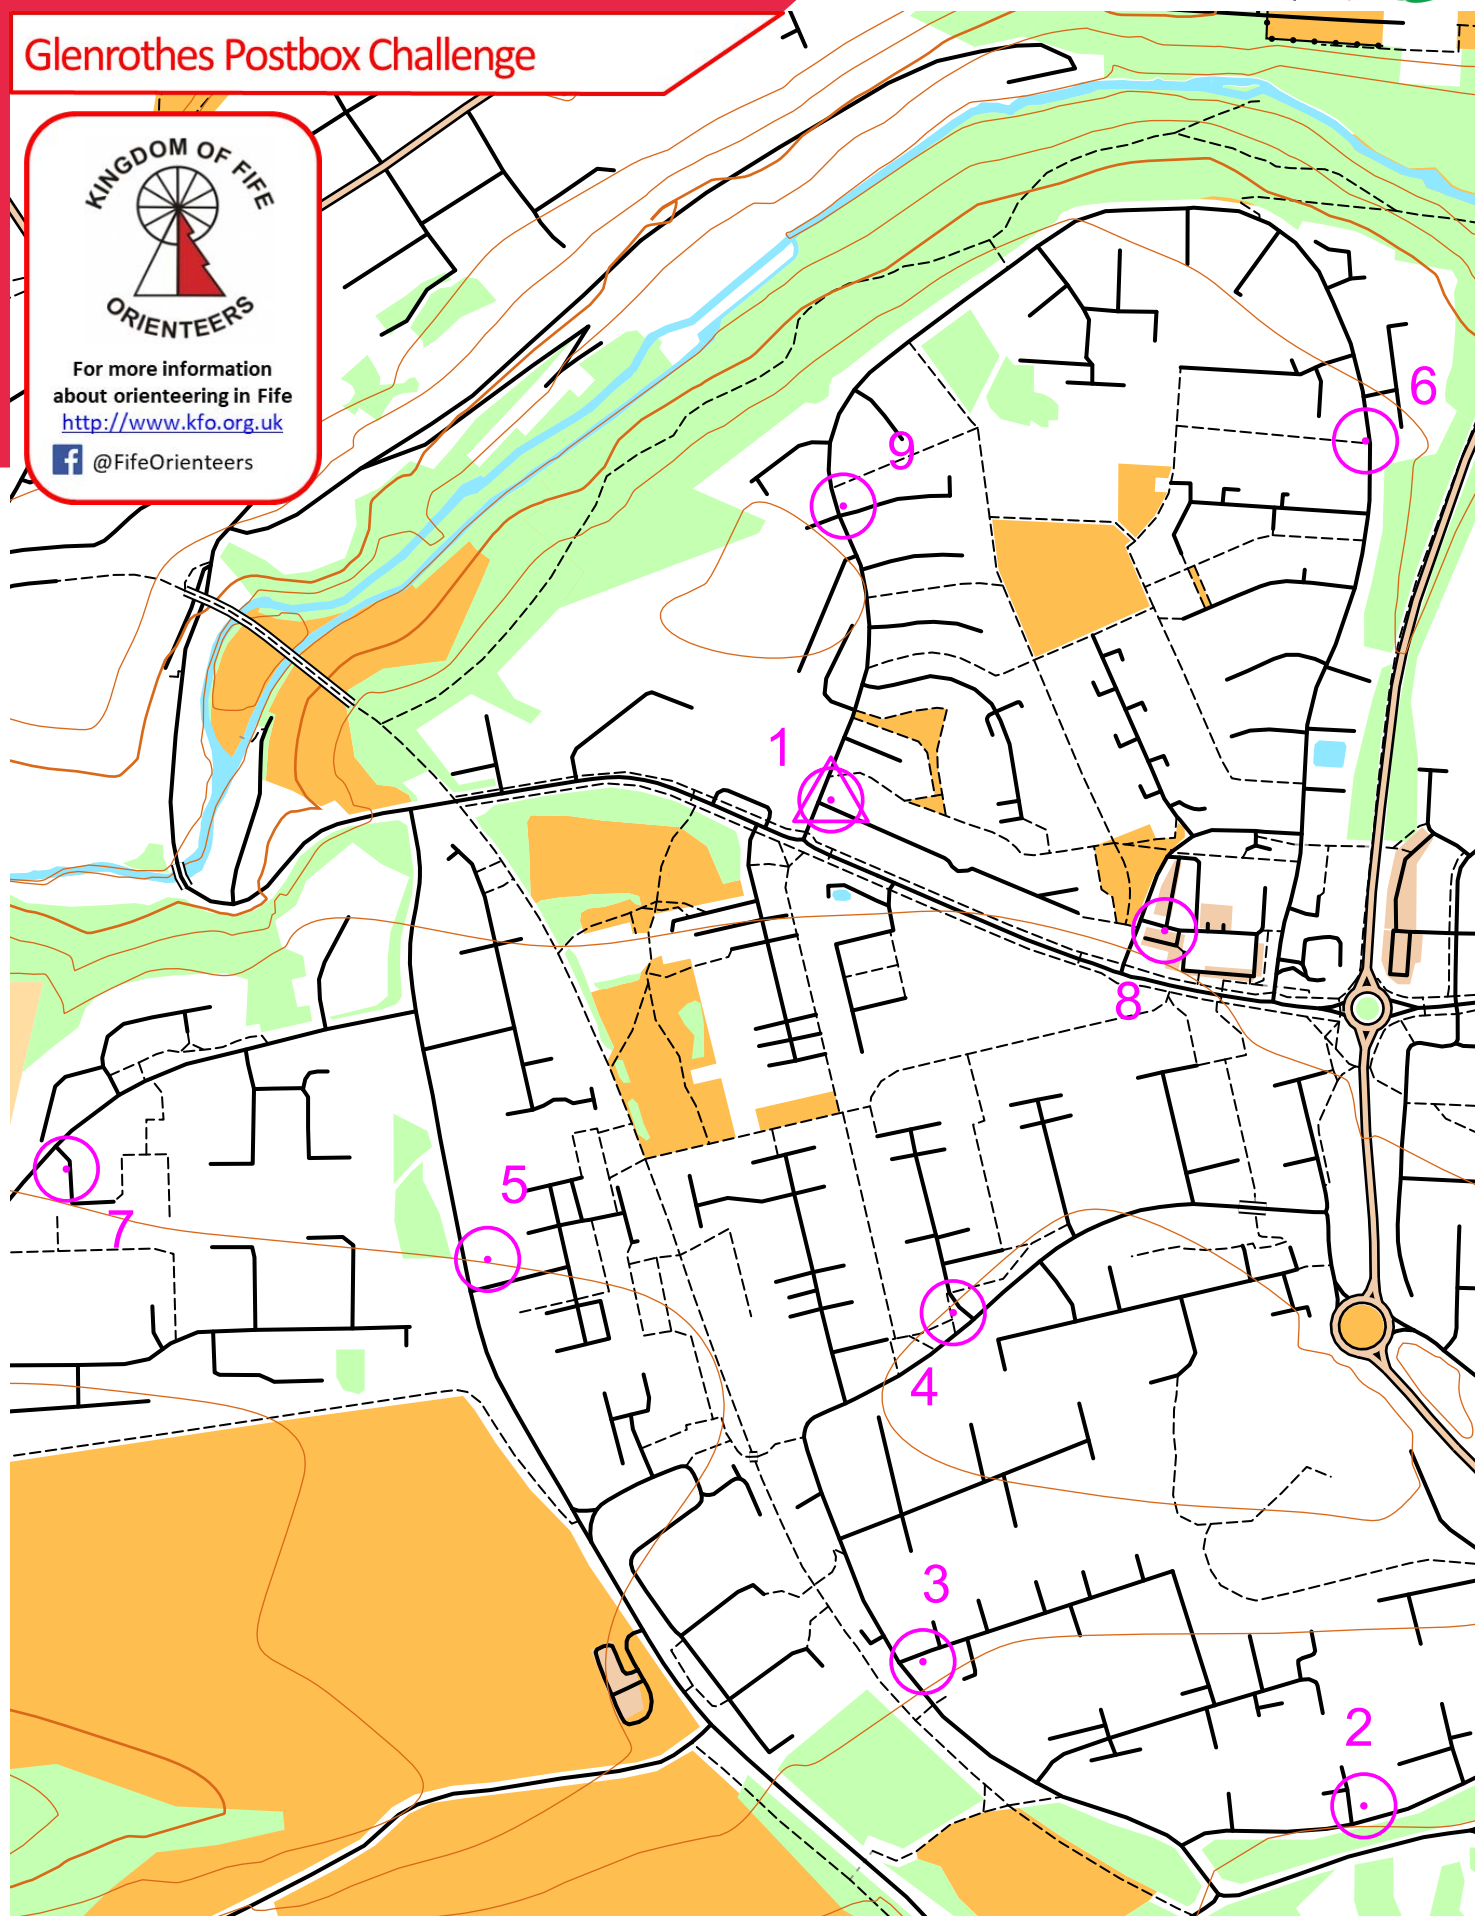 Glenrothes Postbox Challenge
KINGDOM OF FIFE
ORIENTEERS
For more information
about orienteering in Fife
http://www.kfo.org.uk
@FifeOrienteers
6
9
1
8
5
7
4
3
2